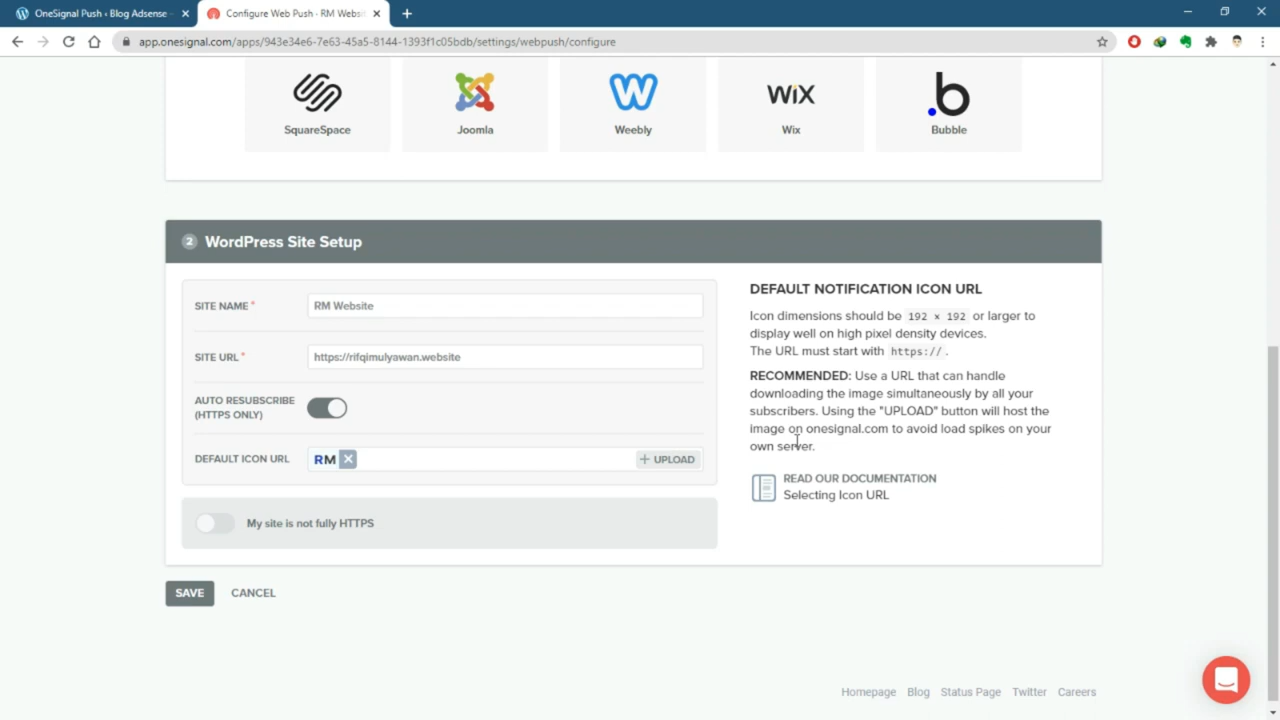 OneSignal Push ‹ Blog Adsense
Configure Web Push - RM Websi
app.onesignal.com/apps/943e34e6-7e63-45a5-8144-1393f1c05bdb/settings/webpush/configure
WiX
b
SquareSpace
Joomla
Weebly
Wix
Bubble
2 WordPress Site Setup
SITE NAME *
RM Website
SITE URL *
https://rifqimulyawan.website
AUTO RESUBSCRIBE
(HTTPS ONLY)
DEFAULT ICON URL
RM
+ UPLOAD
My site is not fully HTTPS
DEFAULT NOTIFICATION ICON URL
Icon dimensions should be 192 × 192 or larger to
display well on high pixel density devices.
The URL must start with https:// .
RECOMMENDED: Use a URL that can handle
downloading the image simultaneously by all your
subscribers. Using the "UPLOAD" button will host the
image on onesignal.com to avoid load spikes on your
own server.
READ OUR DOCUMENTATION
Selecting Icon URL
SAVE
CANCEL
Homepage Blog Status Page Twitter Careers